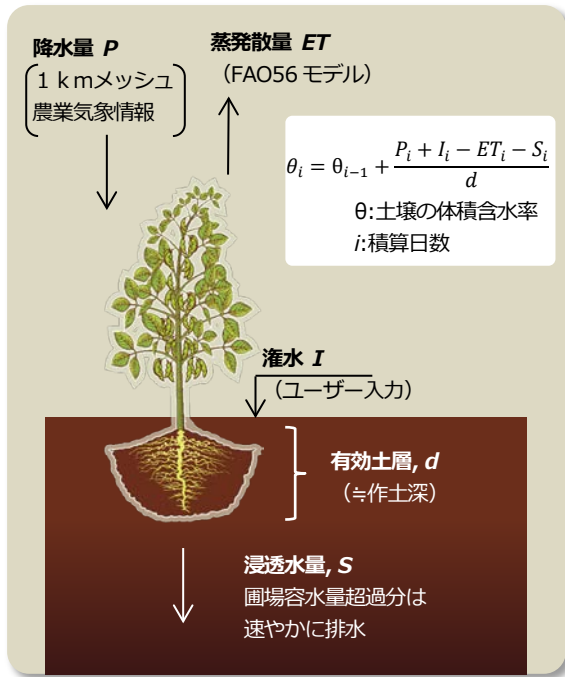 降水量 P
１ｋｍメッシュ
農業気象情報
蒸発散量 ET
（FAO56 モデル）
θᵢ = θᵢ₋₁ + (Pᵢ + Iᵢ − ETᵢ − Sᵢ) / d
θ:土壌の体積含水率
i:積算日数
潅水 I
（ユーザー入力）
有効土層, d
（≒作土深）
浸透水量, S
圃場容水量超過分は
速やかに排水